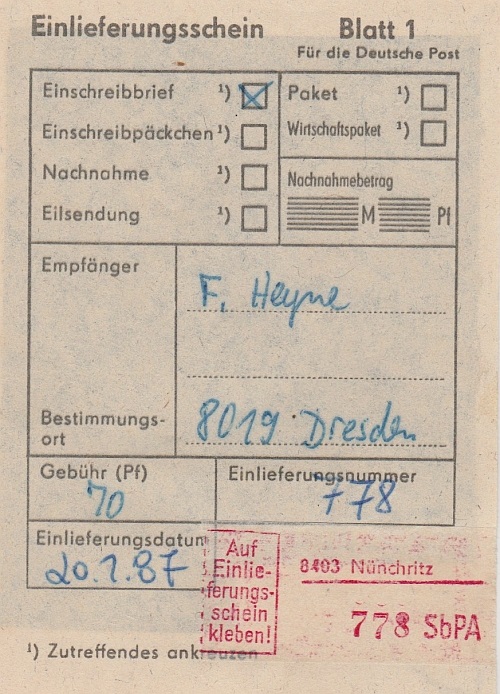 Einlieferungsschein Blatt 1
Für die Deutsche Post
Einschreibbrief ¹) Paket ¹)
Einschreibpäckchen ¹) Wirtschaftspaket ¹)
Nachnahme ¹) Nachnahmebetrag
Eilsendung ¹) M Pf
Empfänger F. Heyne
Bestimmungs-
ort 8019 Dresden
Gebühr (Pf) Einlieferungsnummer
70 778
Einlieferungsdatum
20.1.87
Auf
Einlie-
ferungs-
schein
kleben!
8403 Nünchritz
778 SbPA
¹) Zutreffendes ankreuzen